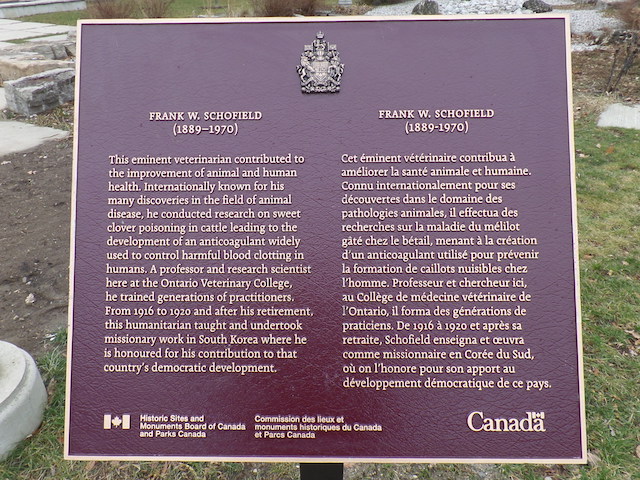 FRANK W. SCHOFIELD
(1889–1970)
This eminent veterinarian contributed to
the improvement of animal and human
health. Internationally known for his
many discoveries in the field of animal
disease, he conducted research on sweet
clover poisoning in cattle leading to the
development of an anticoagulant widely
used to control harmful blood clotting in
humans. A professor and research scientist
here at the Ontario Veterinary College,
he trained generations of practitioners.
From 1916 to 1920 and after his retirement,
this humanitarian taught and undertook
missionary work in South Korea where he
is honoured for his contribution to that
country's democratic development.
FRANK W. SCHOFIELD
(1889-1970)
Cet éminent vétérinaire contribua à
améliorer la santé animale et humaine.
Connu internationalement pour ses
découvertes dans le domaine des
pathologies animales, il effectua des
recherches sur la maladie du mélilot
gâté chez le bétail, menant à la création
d'un anticoagulant utilisé pour prévenir
la formation de caillots nuisibles chez
l'homme. Professeur et chercheur ici,
au Collège de médecine vétérinaire de
l'Ontario, il forma des générations de
praticiens. De 1916 à 1920 et après sa
retraite, Schofield enseigna et œuvra
comme missionnaire en Corée du Sud,
où on l'honore pour son apport au
développement démocratique de ce pays.
Historic Sites and
Monuments Board of Canada
and Parks Canada
Commission des lieux et
monuments historiques du Canada
et Parcs Canada
Canada